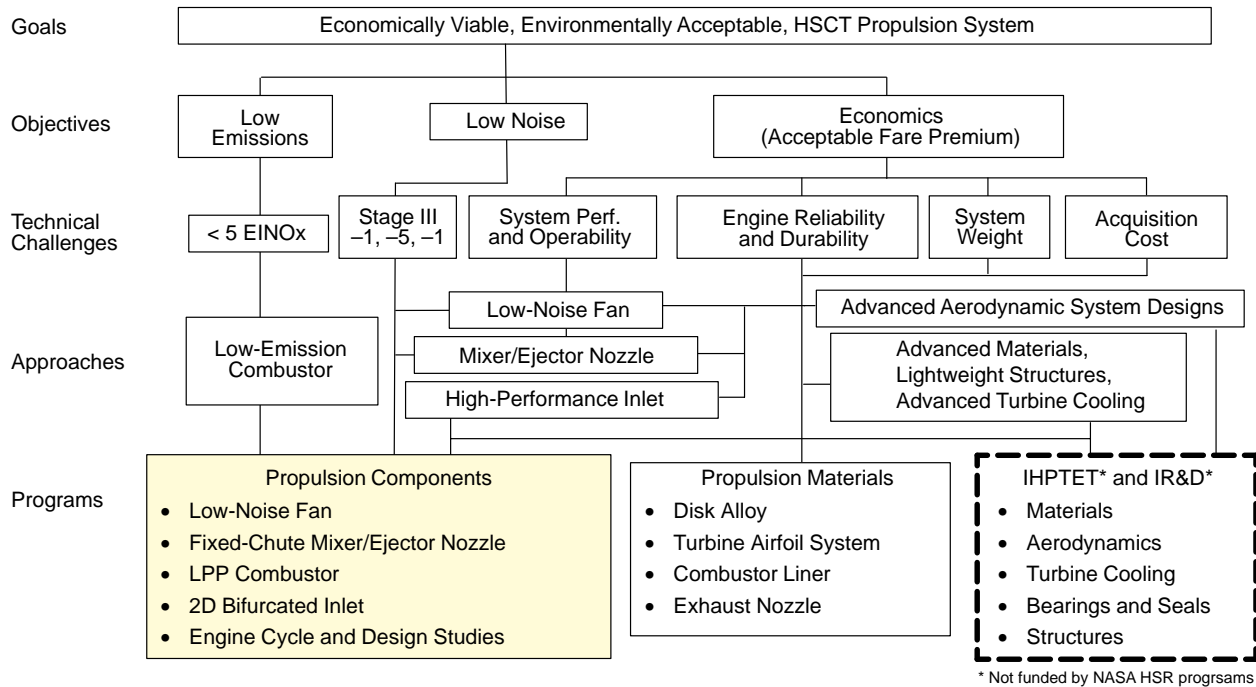 Goals
Economically Viable, Environmentally Acceptable, HSCT Propulsion System
Objectives
Low
Emissions
Low Noise
Economics
(Acceptable Fare Premium)
Technical
Challenges
< 5 EINOx
Stage III
–1, –5, –1
System Perf.
and Operability
Engine Reliability
and Durability
System
Weight
Acquisition
Cost
Approaches
Low-Emission
Combustor
Low-Noise Fan
Mixer/Ejector Nozzle
High-Performance Inlet
Advanced Aerodynamic System Designs
Advanced Materials,
Lightweight Structures,
Advanced Turbine Cooling
Programs
Propulsion Components
• Low-Noise Fan
• Fixed-Chute Mixer/Ejector Nozzle
• LPP Combustor
• 2D Bifurcated Inlet
• Engine Cycle and Design Studies
Propulsion Materials
• Disk Alloy
• Turbine Airfoil System
• Combustor Liner
• Exhaust Nozzle
IHPTET* and IR&D*
• Materials
• Aerodynamics
• Turbine Cooling
• Bearings and Seals
• Structures
* Not funded by NASA HSR progrsams